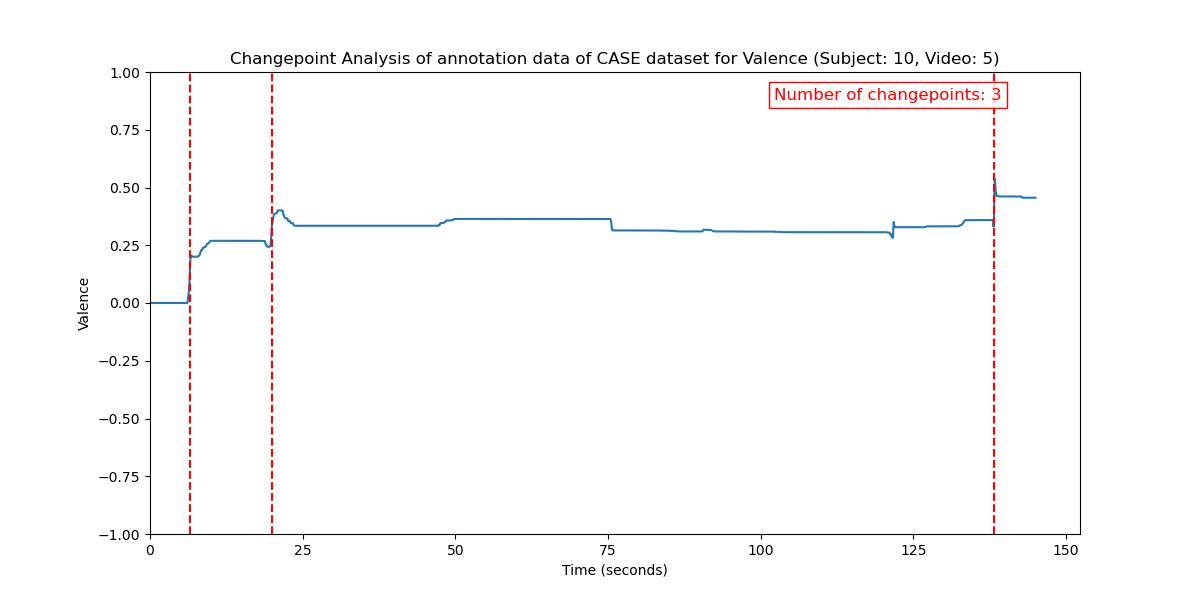 Changepoint Analysis of annotation data of CASE dataset for Valence (Subject: 10, Video: 5)
Number of changepoints: 3
1.00
0.75
0.50
0.25
0.00
−0.25
−0.50
−0.75
−1.00
Valence
0 25 50 75 100 125 150
Time (seconds)